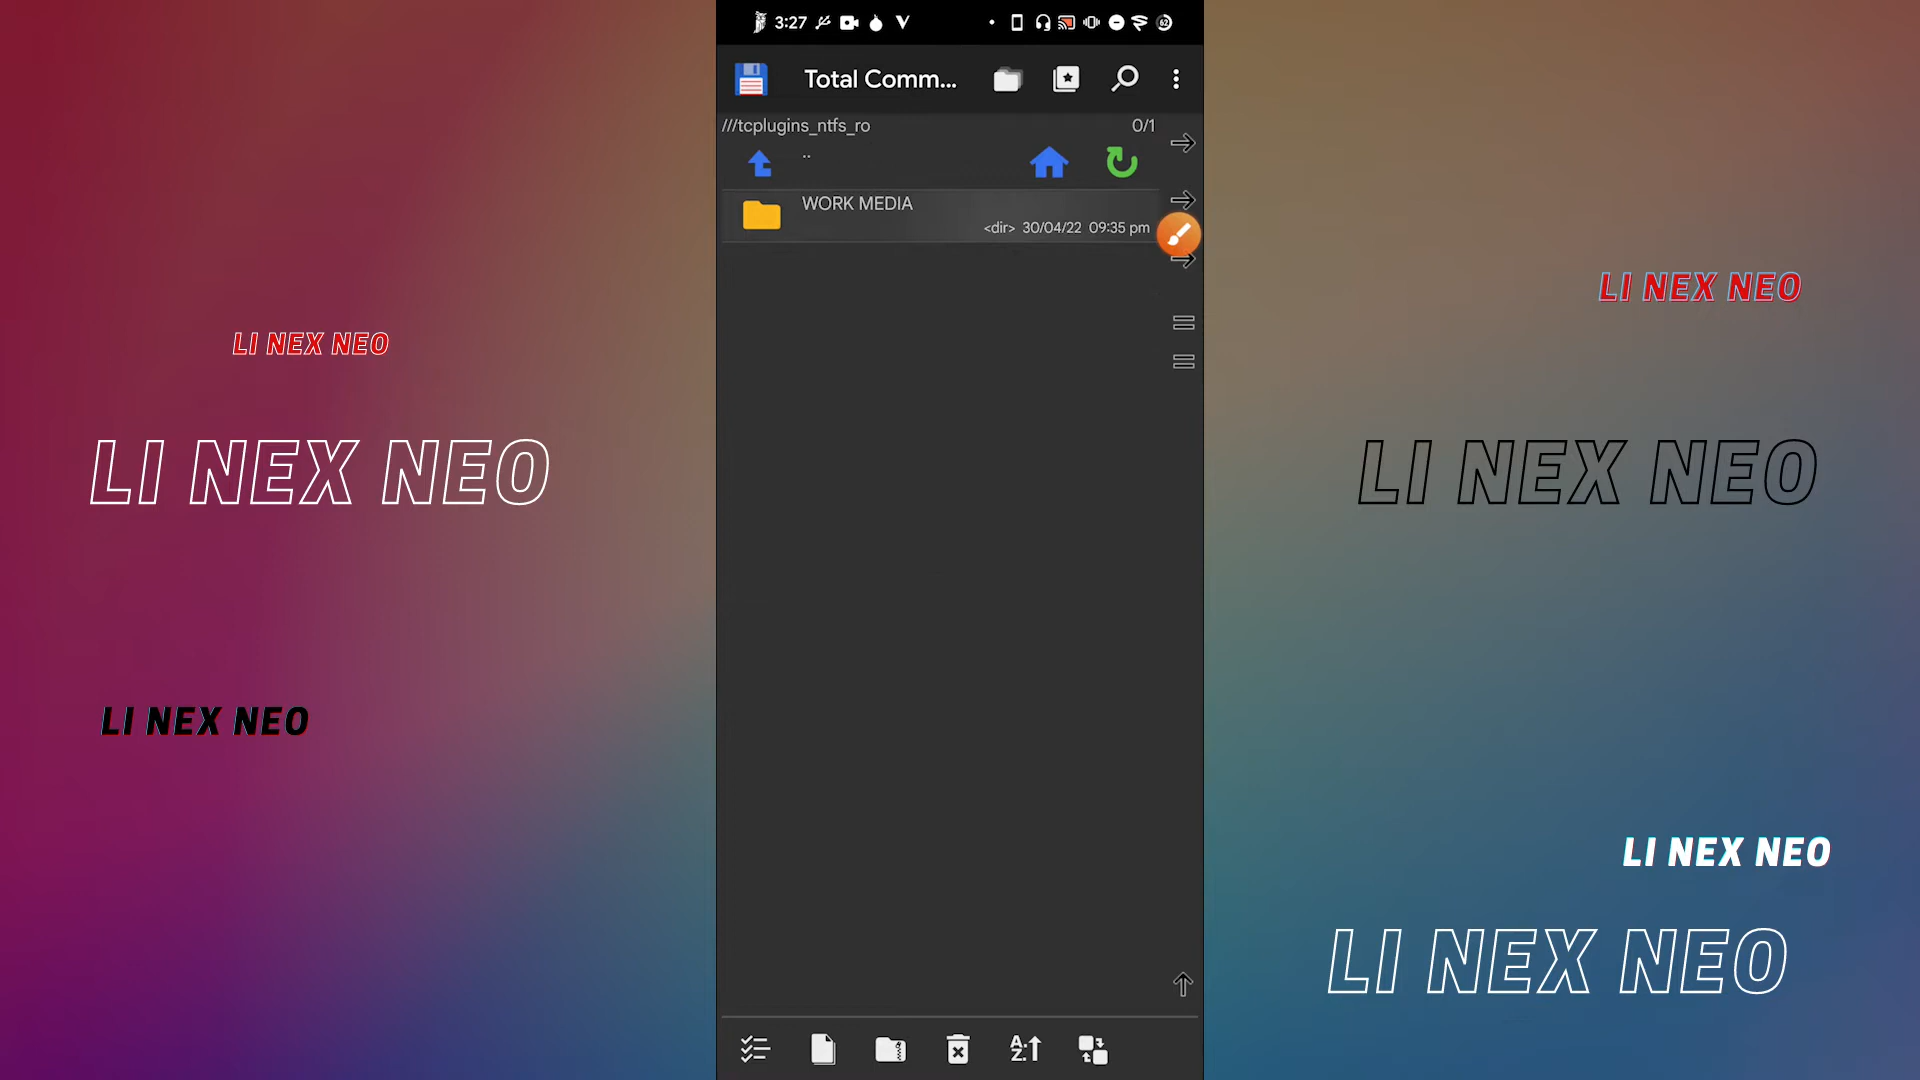 3:27
62
Total Comm...
///tcplugins_ntfs_ro
0/1
..
WORK MEDIA
<dir> 30/04/22 09:35 pm
A
Z
LI NEX NEO
LI NEX NEO
LI NEX NEO
LI NEX NEO
LI NEX NEO
LI NEX NEO
LI NEX NEO